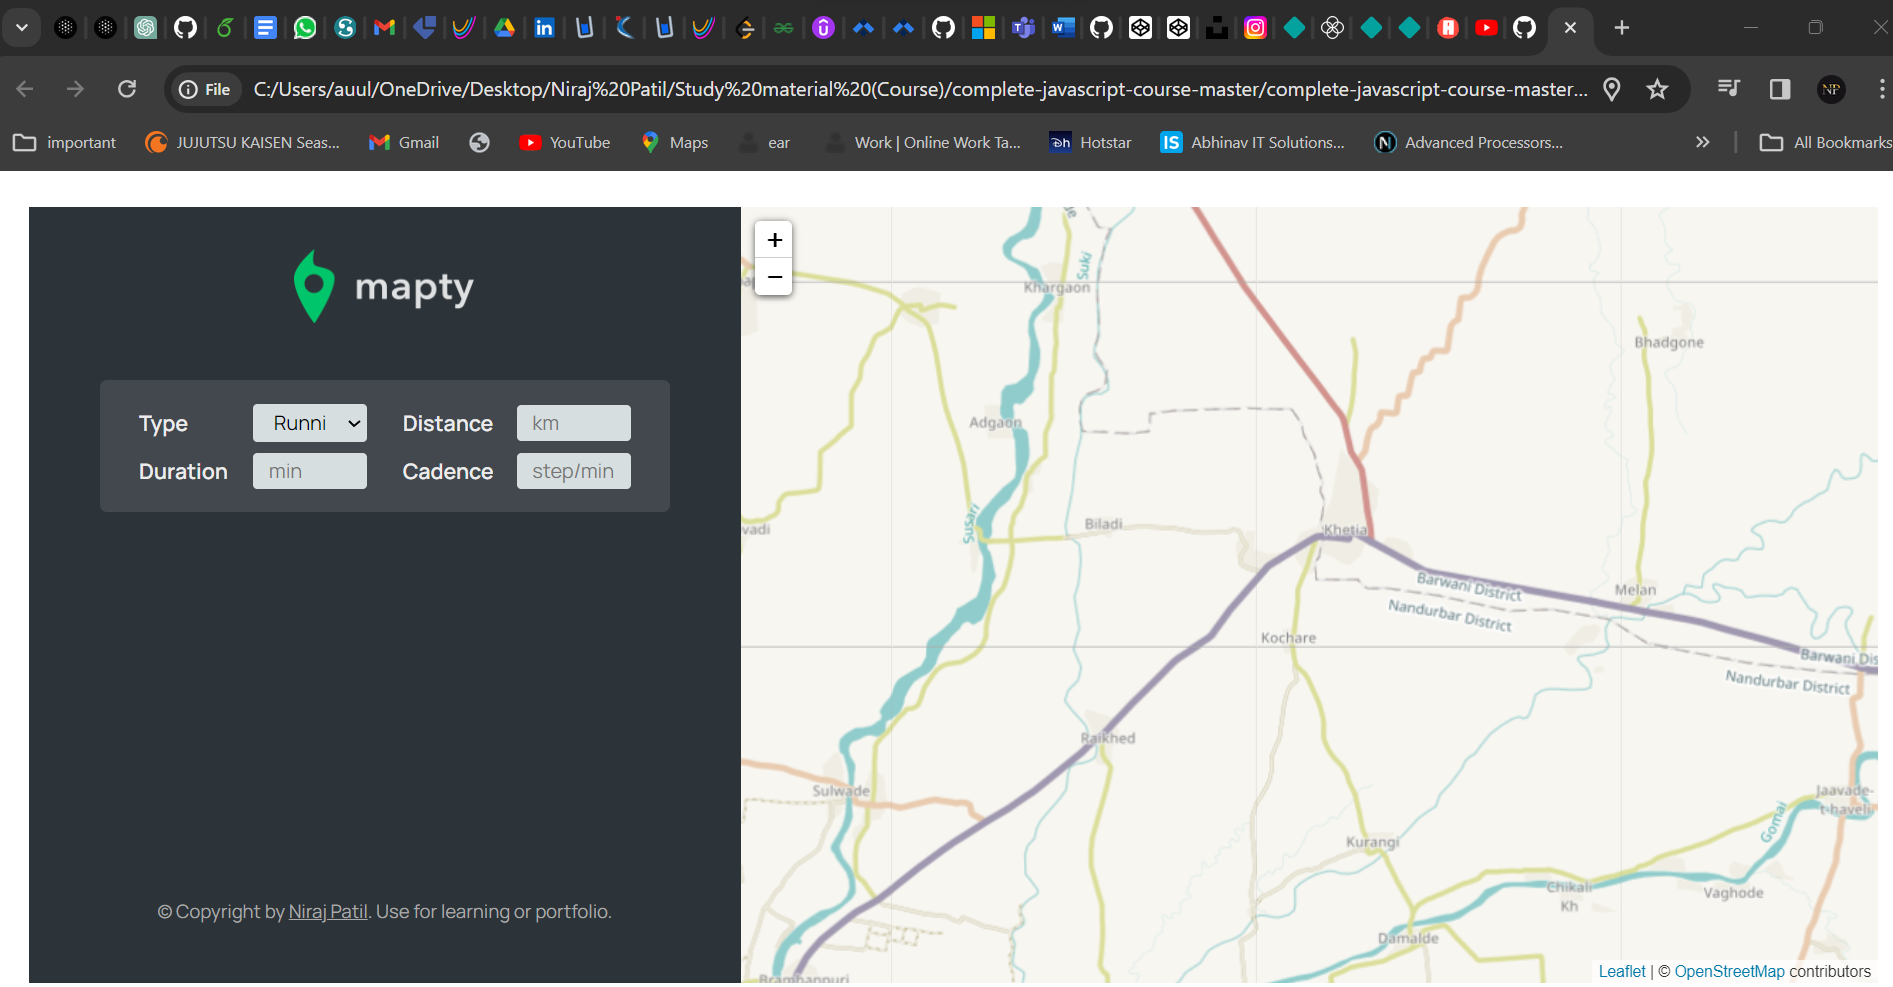 File C:/Users/auul/OneDrive/Desktop/Niraj%20Patil/Study%20material%20(Course)/complete-javascript-course-master/complete-javascript-course-master...
important JUJUTSU KAISEN Seas... Gmail YouTube Maps ear Work | Online Work Ta... Hotstar Abhinav IT Solutions... Advanced Processors... » All Bookmarks
mapty
Type Runni Distance km
Duration min Cadence step/min
© Copyright by Niraj Patil. Use for learning or portfolio.
+
−
Suki
Khargaon
Bhadgone
Adgaon
Susari
Biladi
vadi
Khetia
Barwani District
Nandurbar District
Melan
Kochare
Barwani Dis
Nandurbar District
Raikhed
Sulwade
Jaavade-
t-haveli
Gomai
Kurangi
Chikali
Kh
Vaghode
Damalde
Bramhanpuri
Leaflet | © OpenStreetMap contributors